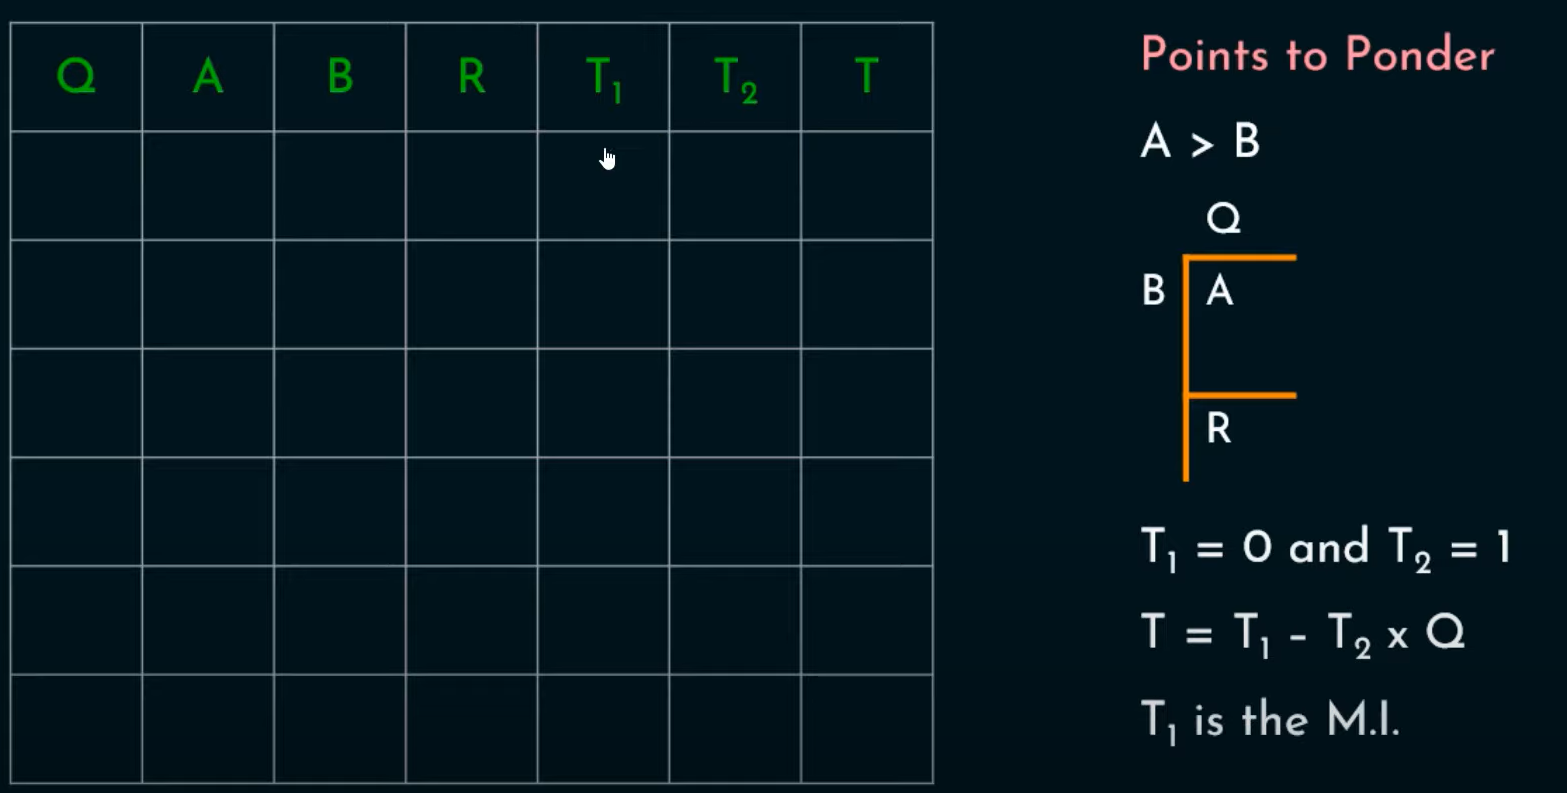 Q A B R T₁ T₂ T
Points to Ponder
A > B
Q
B A
R
T₁ = 0 and T₂ = 1
T = T₁ – T₂ x Q
T₁ is the M.I.